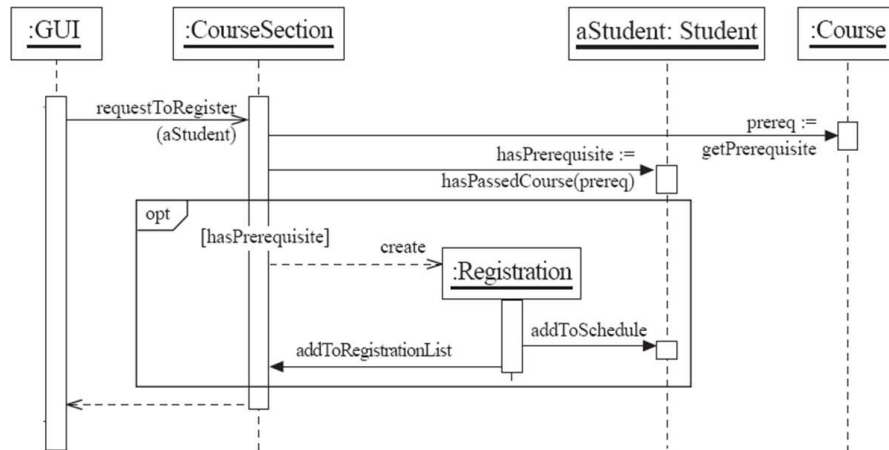 :GUI
:CourseSection
aStudent: Student
:Course
requestToRegister
(aStudent)
prereq :=
getPrerequisite
hasPrerequisite :=
hasPassedCourse(prereq)
opt
[hasPrerequisite]
create
:Registration
addToSchedule
addToRegistrationList